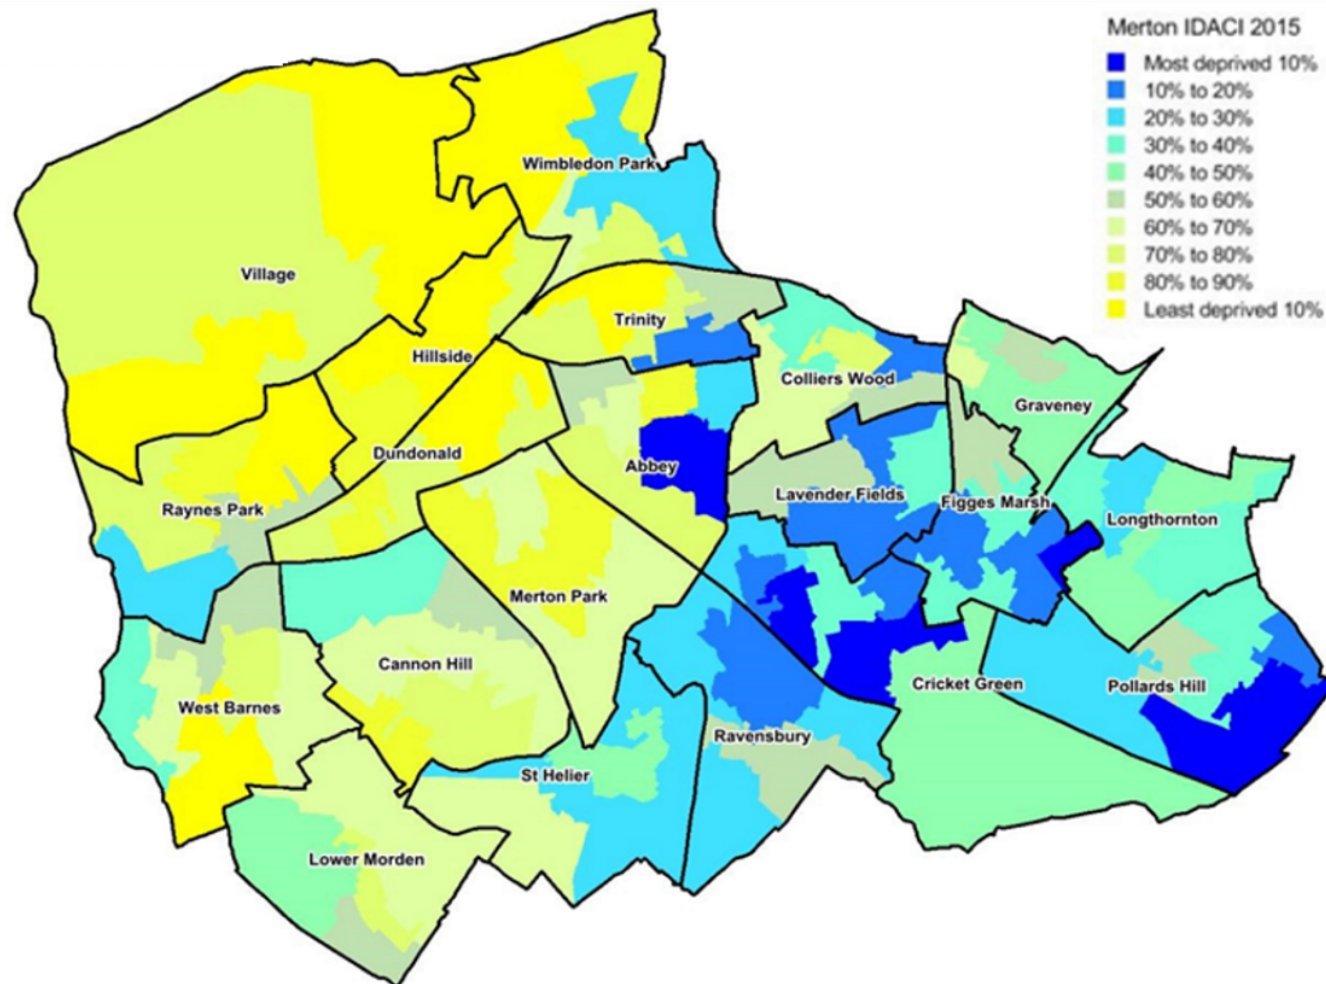 Merton IDACI 2015
Most deprived 10%
10% to 20%
20% to 30%
30% to 40%
40% to 50%
50% to 60%
60% to 70%
70% to 80%
80% to 90%
Least deprived 10%
Wimbledon Park
Village
Trinity
Hillside
Colliers Wood
Graveney
Dundonald
Abbey
Lavender Fields
Figges Marsh
Raynes Park
Longthornton
Merton Park
Cannon Hill
Cricket Green
Pollards Hill
West Barnes
Ravensbury
St Helier
Lower Morden